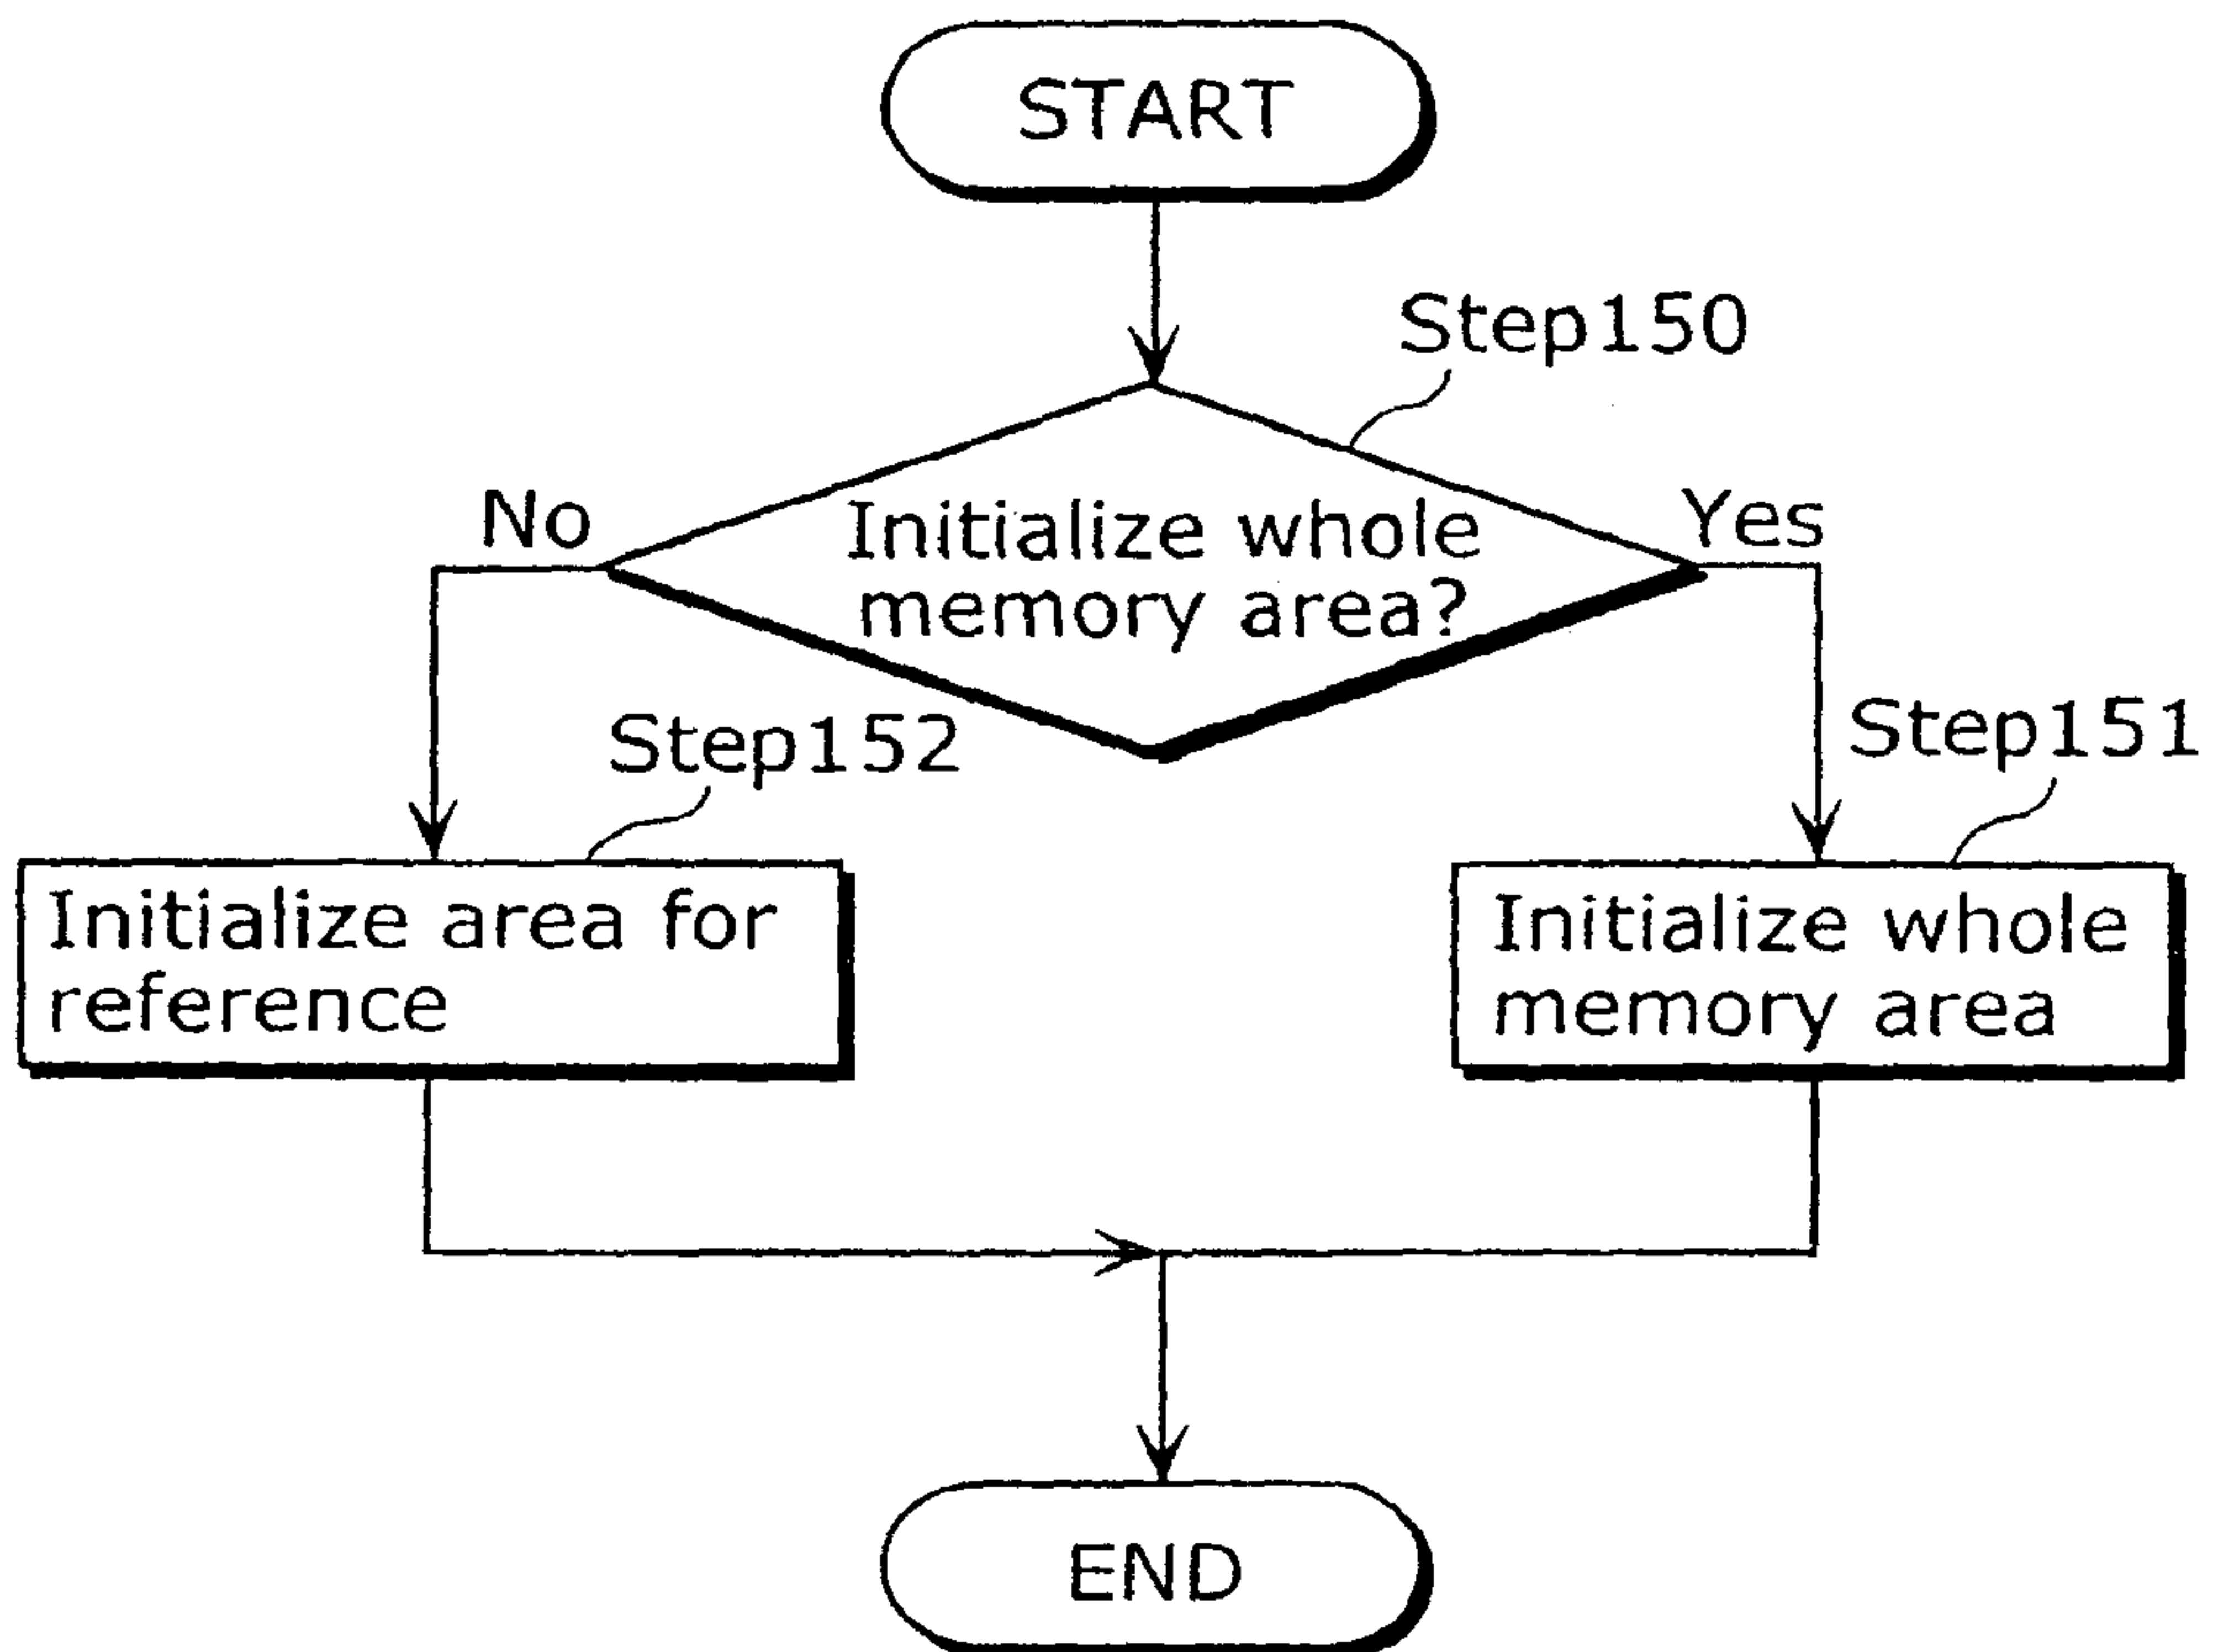 START
Step150
No
Yes
Initialize whole
memory area?
Step152
Step151
Initialize area for
reference
Initialize whole
memory area
END